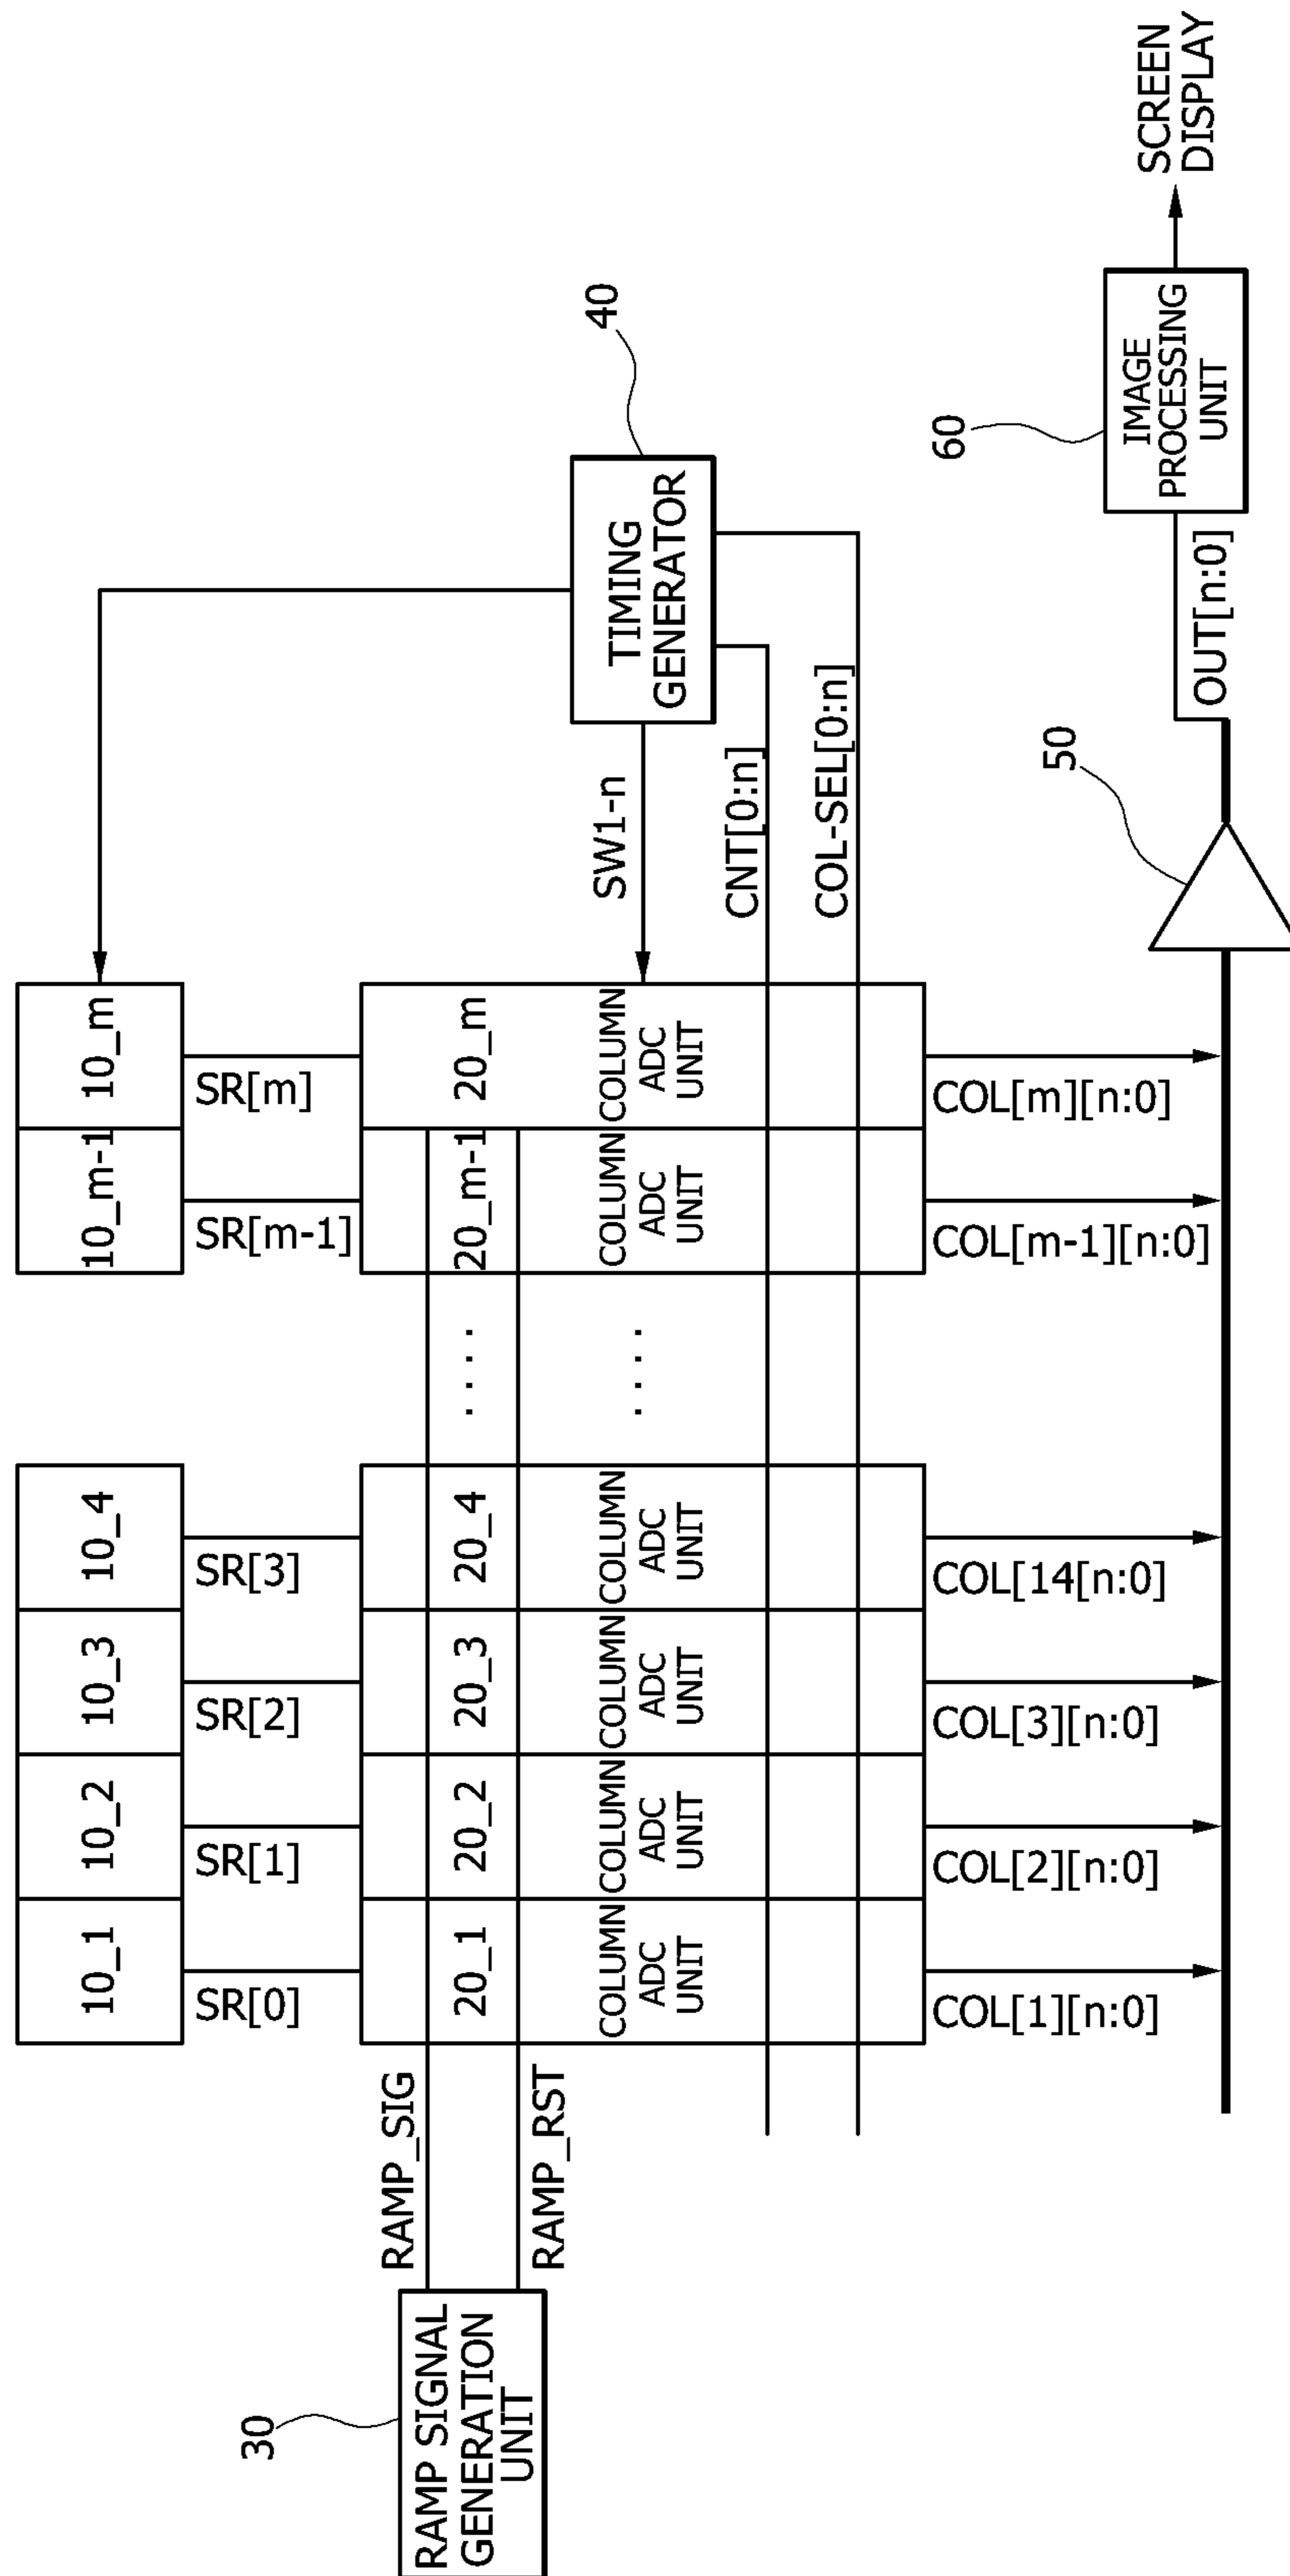 10_1
10_2
10_3
10_4
10_m-1
10_m
SR[0]
SR[1]
SR[2]
SR[3]
SR[m-1]
SR[m]
30
RAMP SIGNAL
GENERATION
UNIT
RAMP_SIG
RAMP_RST
20_1
20_2
20_3
20_4
. . . .
20_m-1
20_m
COLUMN
ADC
UNIT
COLUMN
ADC
UNIT
COLUMN
ADC
UNIT
COLUMN
ADC
UNIT
. . . .
COLUMN
ADC
UNIT
COLUMN
ADC
UNIT
SW1-n
CNT[0:n]
COL-SEL[0:n]
TIMING
GENERATOR
40
COL[1][n:0]
COL[2][n:0]
COL[3][n:0]
COL[14[n:0]
COL[m-1][n:0]
COL[m][n:0]
50
OUT[n:0]
60
IMAGE
PROCESSING
UNIT
SCREEN
DISPLAY